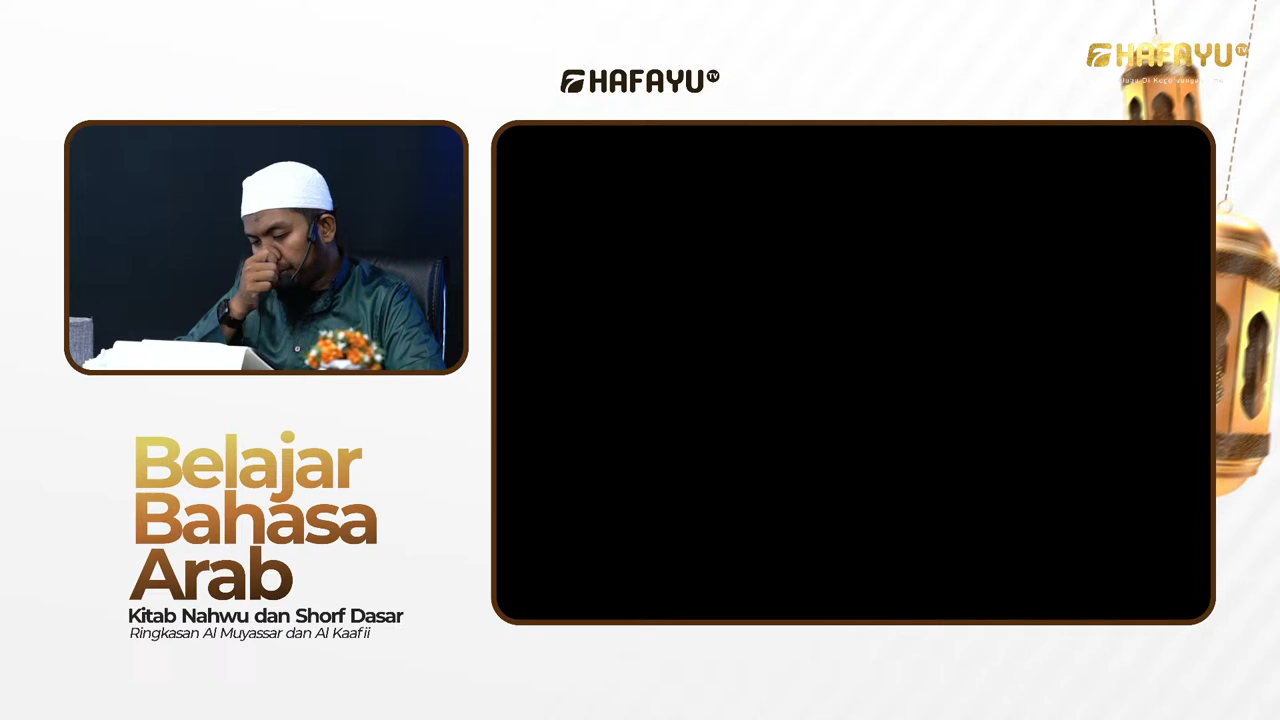 HAFAYU TV
HAFAYU TV
Belajar
Bahasa
Arab
Kitab Nahwu dan Shorf Dasar
Ringkasan Al Muyassar dan Al Kaafii